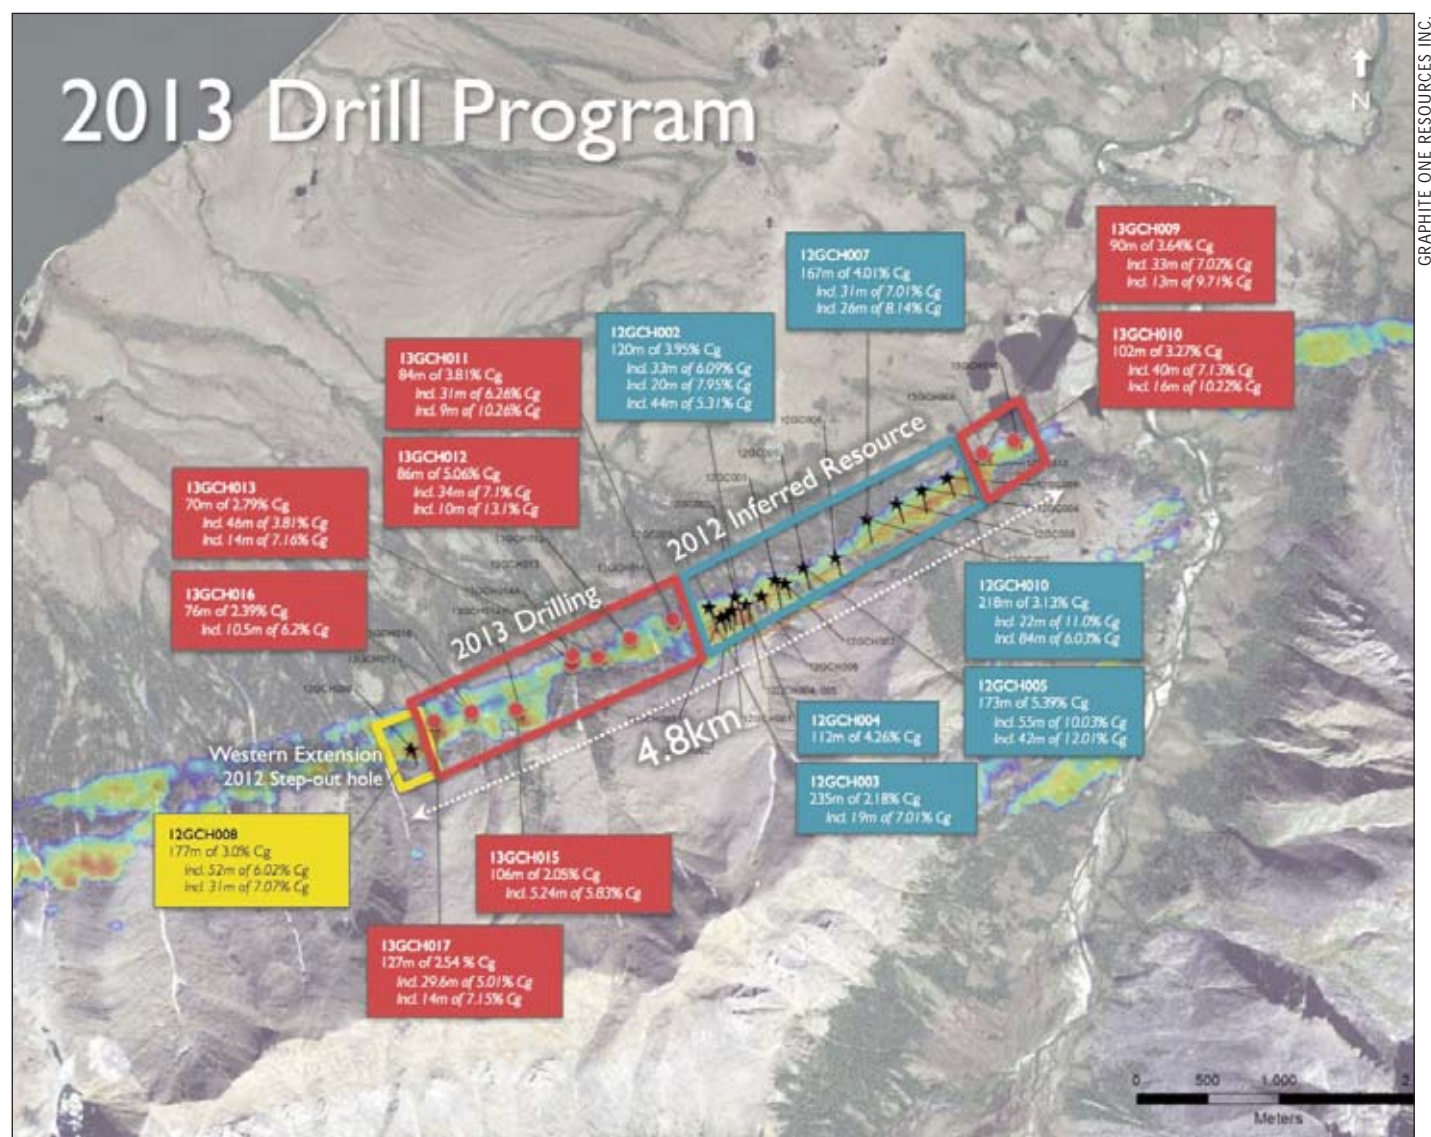 GRAPHITE ONE RESOURCES INC.
2013 Drill Program
N
13GCH009
90m of 3.64% Cg
Incl. 33m of 7.02% Cg
Incl. 13m of 9.71% Cg
12GCH007
167m of 4.01% Cg
Incl. 31m of 7.01% Cg
Incl. 26m of 8.14% Cg
13GCH010
102m of 3.27% Cg
Incl. 40m of 7.13% Cg
Incl. 16m of 10.22% Cg
12GCH002
120m of 3.95% Cg
Incl. 33m of 6.09% Cg
Incl. 20m of 7.95% Cg
Incl. 44m of 5.31% Cg
13GCH011
84m of 3.81% Cg
Incl. 31m of 6.26% Cg
Incl. 9m of 10.26% Cg
13GCH012
86m of 5.06% Cg
Incl. 34m of 7.1% Cg
Incl. 10m of 13.1% Cg
13GCH013
70m of 2.79% Cg
Incl. 46m of 3.81% Cg
Incl. 14m of 7.16% Cg
13GCH016
76m of 2.39% Cg
Incl. 10.5m of 6.2% Cg
2012 Inferred Resource
2013 Drilling
12GCH010
218m of 3.13% Cg
Incl. 22m of 11.0% Cg
Incl. 84m of 6.03% Cg
12GCH005
173m of 5.39% Cg
Incl. 55m of 10.03% Cg
Incl. 42m of 12.01% Cg
12GCH004
112m of 4.26% Cg
12GCH003
235m of 2.18% Cg
Incl. 19m of 7.01% Cg
4.8km
Western Extension
2012 Step-out hole
12GCH008
177m of 3.0% Cg
Incl. 52m of 6.02% Cg
Incl. 31m of 7.07% Cg
13GCH015
106m of 2.05% Cg
Incl. 5.24m of 5.83% Cg
13GCH017
127m of 2.54 % Cg
Incl. 29.6m of 5.01% Cg
Incl. 14m of 7.15% Cg
0 500 1,000 2,
Meters